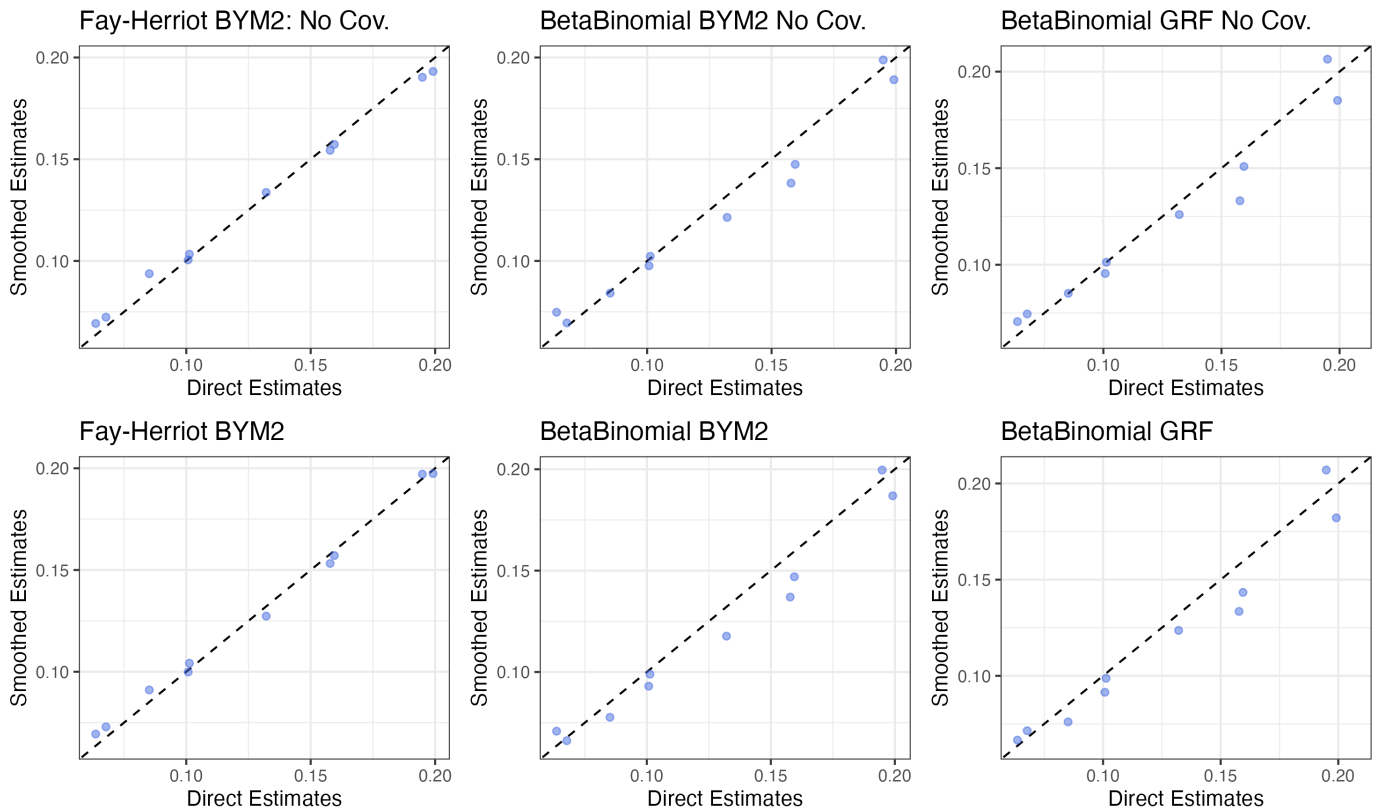 Fay-Herriot BYM2: No Cov.
Smoothed Estimates
0.20
0.15
0.10
0.10 0.15 0.20
Direct Estimates
BetaBinomial BYM2 No Cov.
Smoothed Estimates
0.20
0.15
0.10
0.10 0.15 0.20
Direct Estimates
BetaBinomial GRF No Cov.
Smoothed Estimates
0.20
0.15
0.10
0.10 0.15 0.20
Direct Estimates
Fay-Herriot BYM2
Smoothed Estimates
0.20
0.15
0.10
0.10 0.15 0.20
Direct Estimates
BetaBinomial BYM2
Smoothed Estimates
0.20
0.15
0.10
0.10 0.15 0.20
Direct Estimates
BetaBinomial GRF
Smoothed Estimates
0.20
0.15
0.10
0.10 0.15 0.20
Direct Estimates